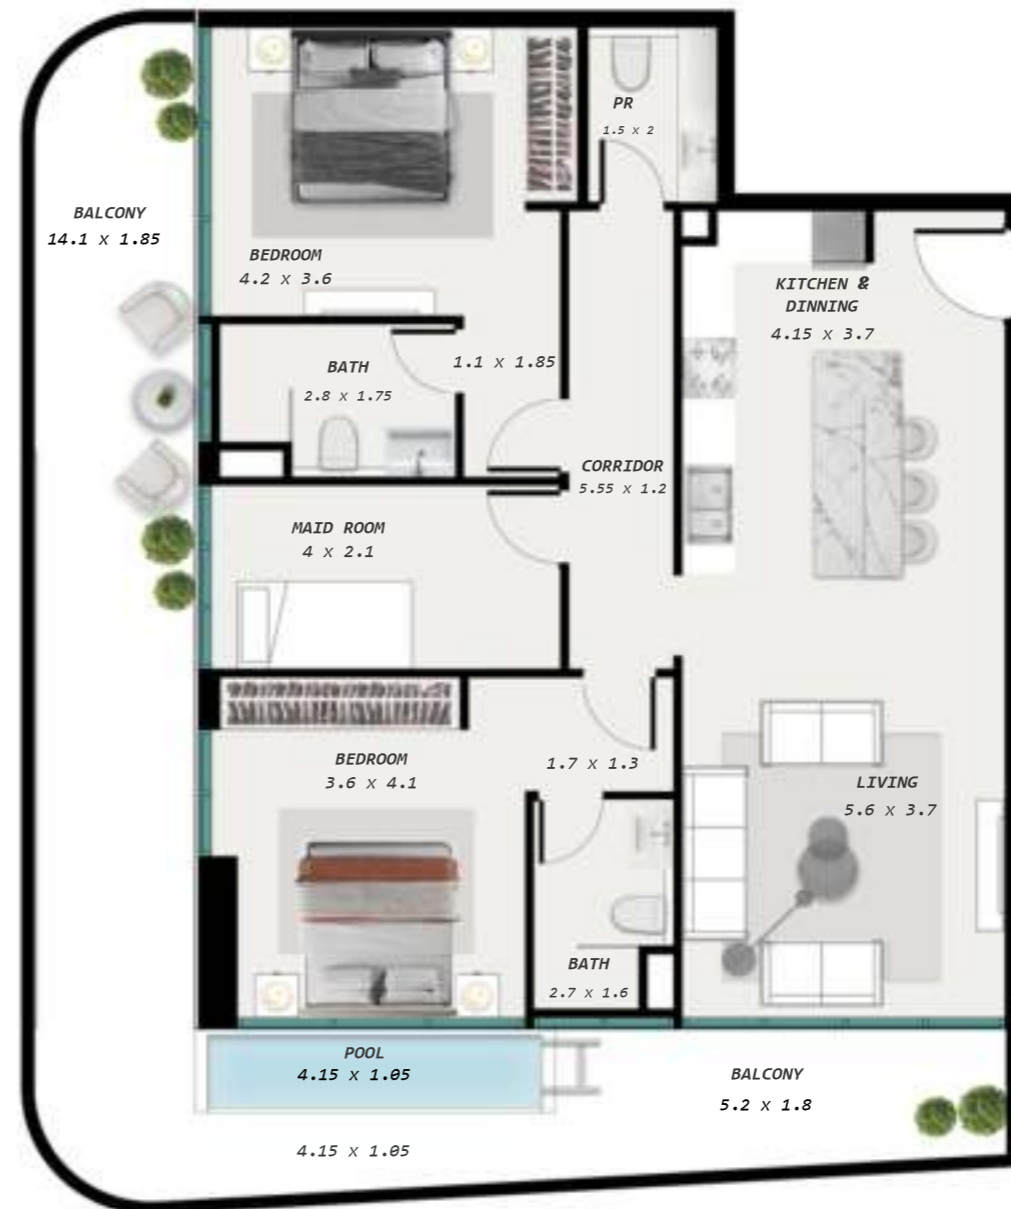 PR
1.5 x 2
BALCONY
14.1 x 1.85
BEDROOM
4.2 x 3.6
KITCHEN &
DINNING
4.15 x 3.7
BATH
2.8 x 1.75
1.1 x 1.85
CORRIDOR
5.55 x 1.2
MAID ROOM
4 x 2.1
BEDROOM
3.6 x 4.1
1.7 x 1.3
LIVING
5.6 x 3.7
BATH
2.7 x 1.6
POOL
4.15 x 1.05
BALCONY
5.2 x 1.8
4.15 x 1.05